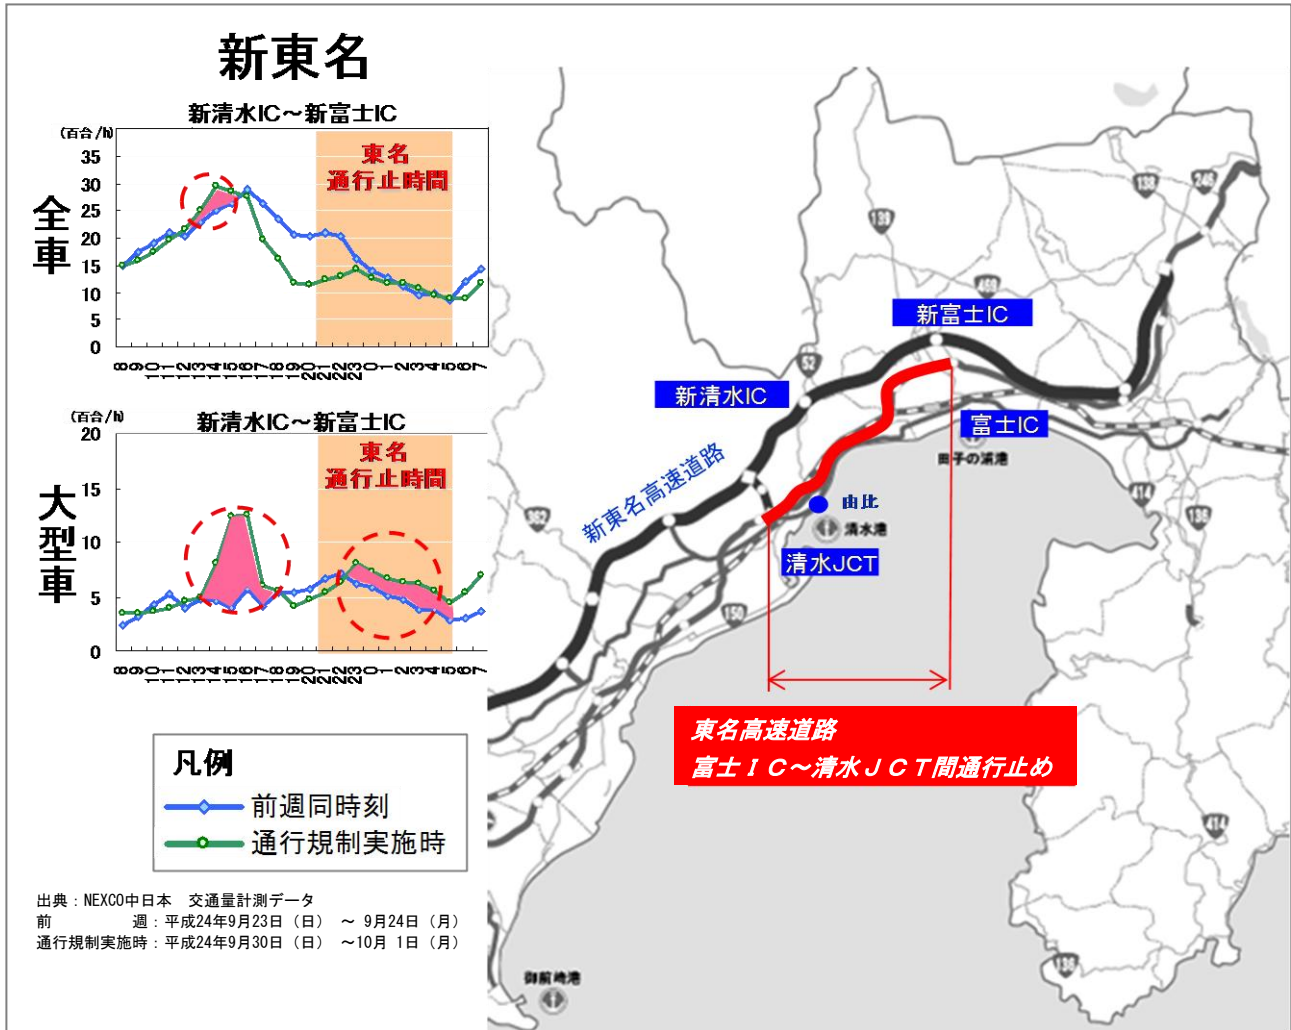 新東名
新清水IC～新富士IC
(百台/h)
全車
東名
通行止時間
35
30
25
20
15
10
5
0
8 9 10 11 12 13 14 15 16 17 18 19 20 21 22 23 0 1 2 3 4 5 6 7
新清水IC～新富士IC
(百台/h)
大型車
東名
通行止時間
20
15
10
5
0
8 9 10 11 12 13 14 15 16 17 18 19 20 21 22 23 0 1 2 3 4 5 6 7
凡例
前週同時刻
通行規制実施時
出典：NEXCO中日本　交通量計測データ
前　　　　週：平成24年9月23日（日）　～ 9月24日（月）
通行規制実施時：平成24年9月30日（日）　～10月 1日（月）
138
246
139
469
新富士IC
52
新清水IC
富士IC
田子の浦港
新東名高速道路
414
136
362
由比
清水港
清水JCT
150
東名高速道路
富士ＩＣ～清水ＪＣＴ間通行止め
414
136
御前崎港